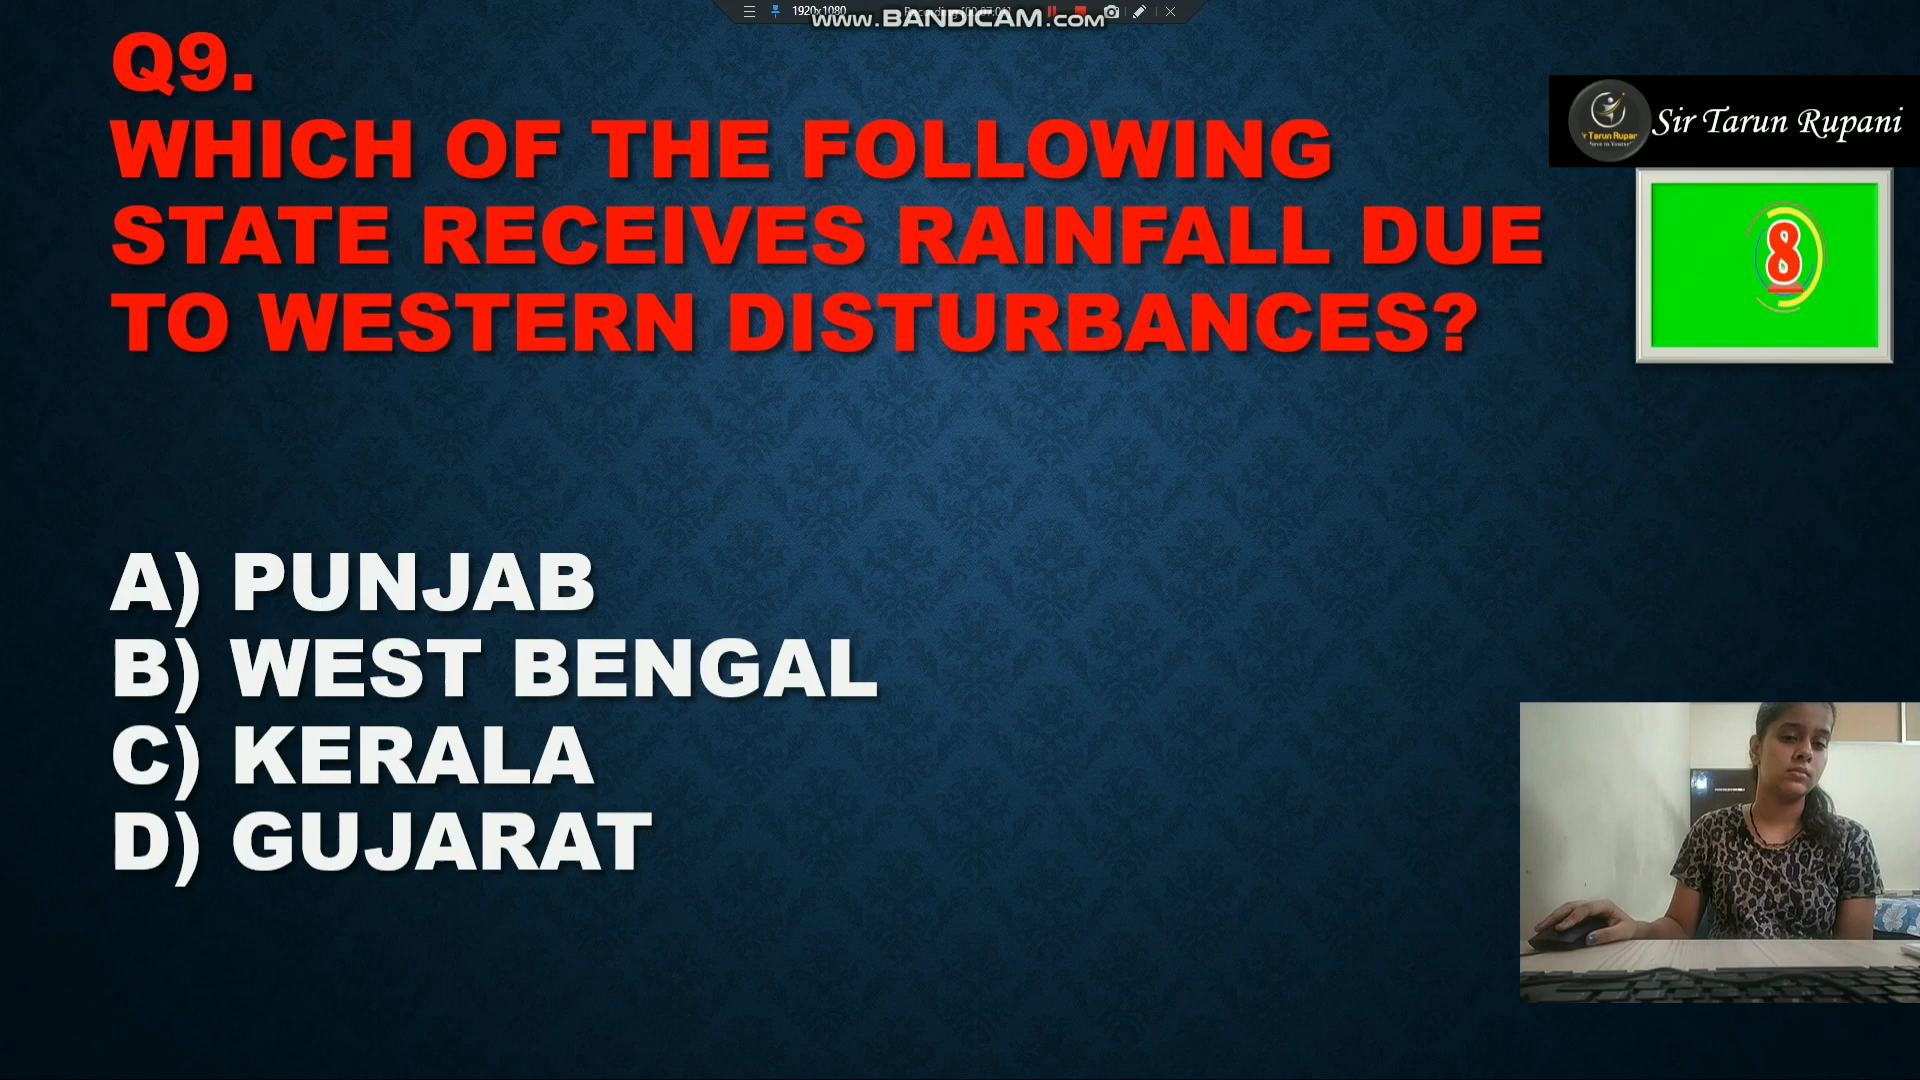 1920x1080
www.BANDICAM.com
Q9.
WHICH OF THE FOLLOWING
STATE RECEIVES RAINFALL DUE
TO WESTERN DISTURBANCES?
Sir Tarun Rupani
8
A) PUNJAB
B) WEST BENGAL
C) KERALA
D) GUJARAT